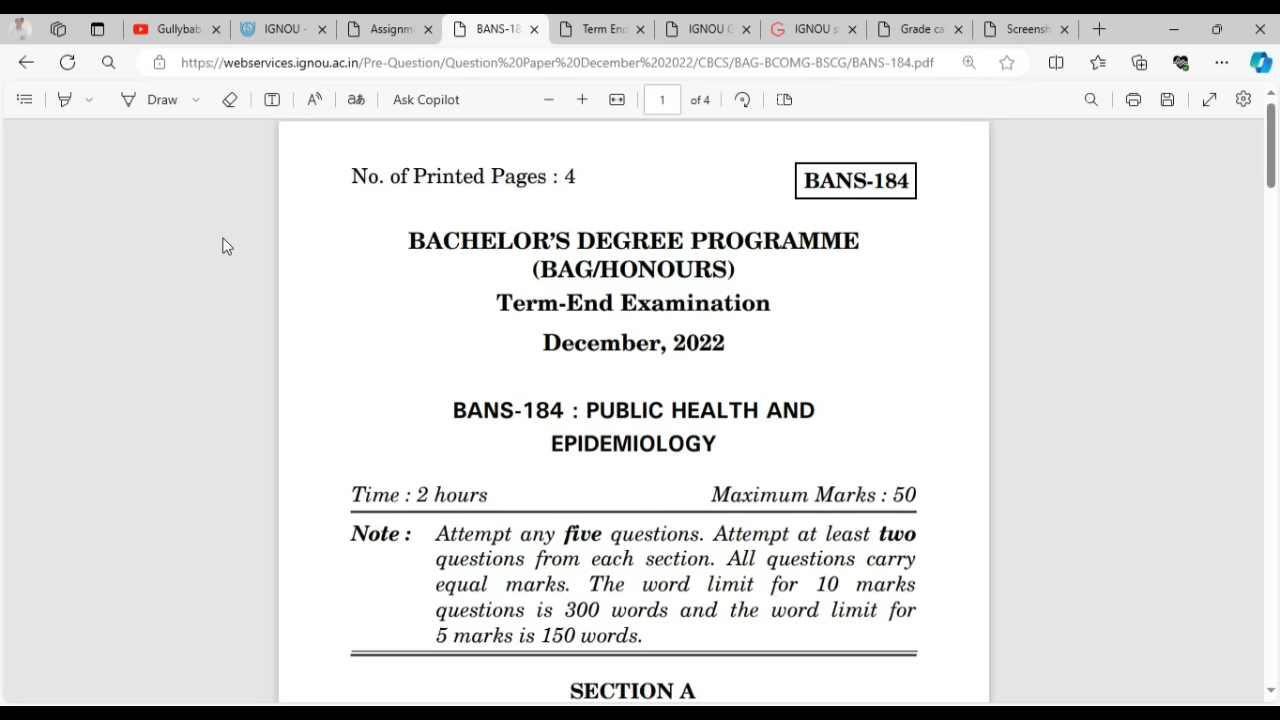 Gullybab
IGNOU -
Assignm
BANS-18
Term End
IGNOU G
IGNOU s
Grade ca
Screensh
https://webservices.ignou.ac.in/Pre-Question/Question%20Paper%20December%202022/CBCS/BAG-BCOMG-BSCG/BANS-184.pdf
Draw
aあ
Ask Copilot
1 of 4
No. of Printed Pages : 4
BANS-184
BACHELOR’S DEGREE PROGRAMME
(BAG/HONOURS)
Term-End Examination
December, 2022
BANS-184 : PUBLIC HEALTH AND
EPIDEMIOLOGY
Time : 2 hours
Maximum Marks : 50
Note : Attempt any five questions. Attempt at least two
questions from each section. All questions carry
equal marks. The word limit for 10 marks
questions is 300 words and the word limit for
5 marks is 150 words.
SECTION A